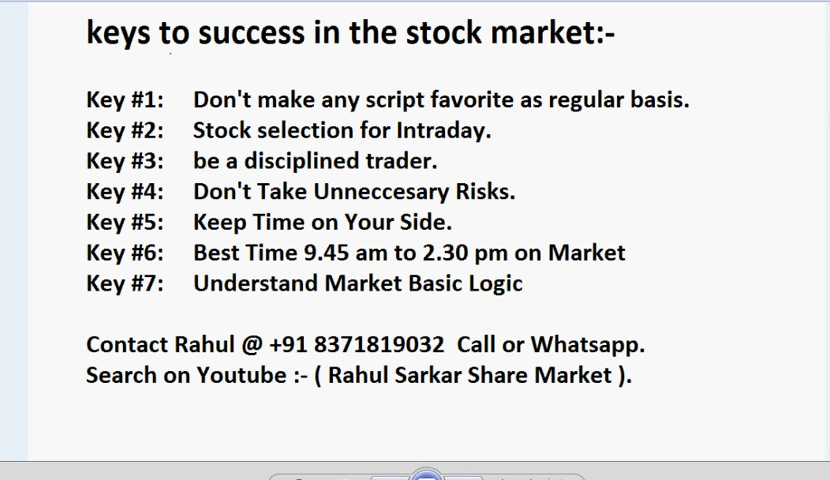 keys to success in the stock market:-
Key #1: Don't make any script favorite as regular basis.
Key #2: Stock selection for Intraday.
Key #3: be a disciplined trader.
Key #4: Don't Take Unneccesary Risks.
Key #5: Keep Time on Your Side.
Key #6: Best Time 9.45 am to 2.30 pm on Market
Key #7: Understand Market Basic Logic
Contact Rahul @ +91 8371819032 Call or Whatsapp.
Search on Youtube :- ( Rahul Sarkar Share Market ).